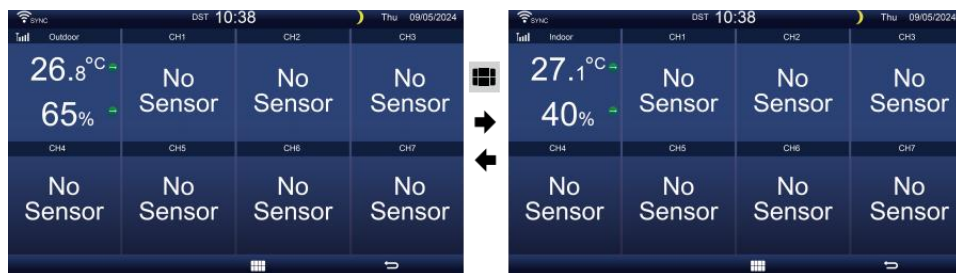 SYNC DST 10:38 Thu 09/05/2024
Outdoor CH1 CH2 CH3
26.8°C No Sensor No Sensor No Sensor
65%
CH4 CH5 CH6 CH7
No Sensor No Sensor No Sensor No Sensor
SYNC DST 10:38 Thu 09/05/2024
Indoor CH1 CH2 CH3
27.1°C No Sensor No Sensor No Sensor
40%
CH4 CH5 CH6 CH7
No Sensor No Sensor No Sensor No Sensor